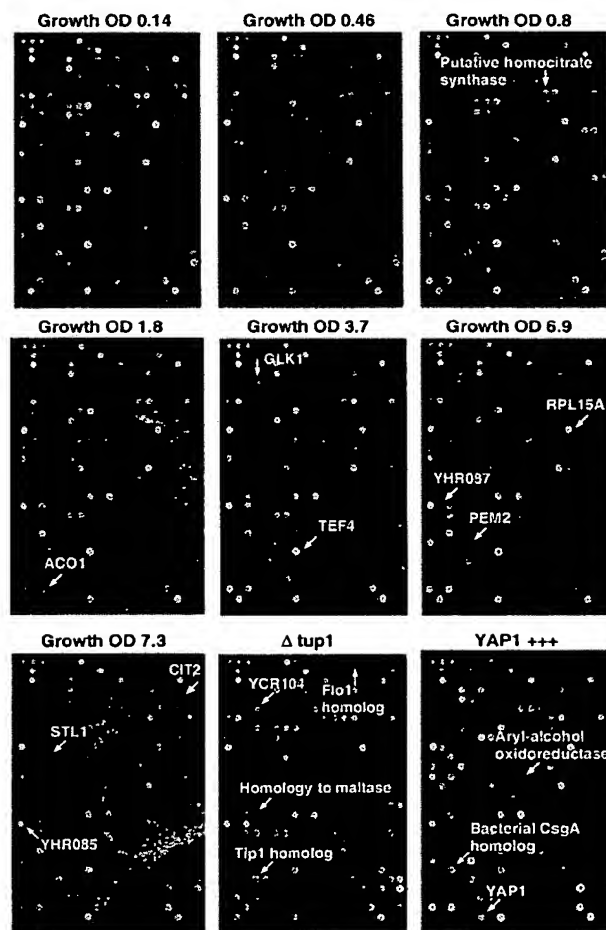 Growth OD 0.14
Growth OD 0.46
Growth OD 0.8
Putative homocitrate
synthase
Growth OD 1.8
Growth OD 3.7
Growth OD 6.9
GLK1
RPL15A
YHR087
PEM2
TEF4
ACO1
Growth OD 7.3
Δ tup1
YAP1 +++
CIT2
YCR104
Flo1
homolog
STL1
Aryl-alcohol
oxidoreductase
Homology to maltase
Bacterial CsgA
homolog
YHR085
Tip1 homolog
YAP1